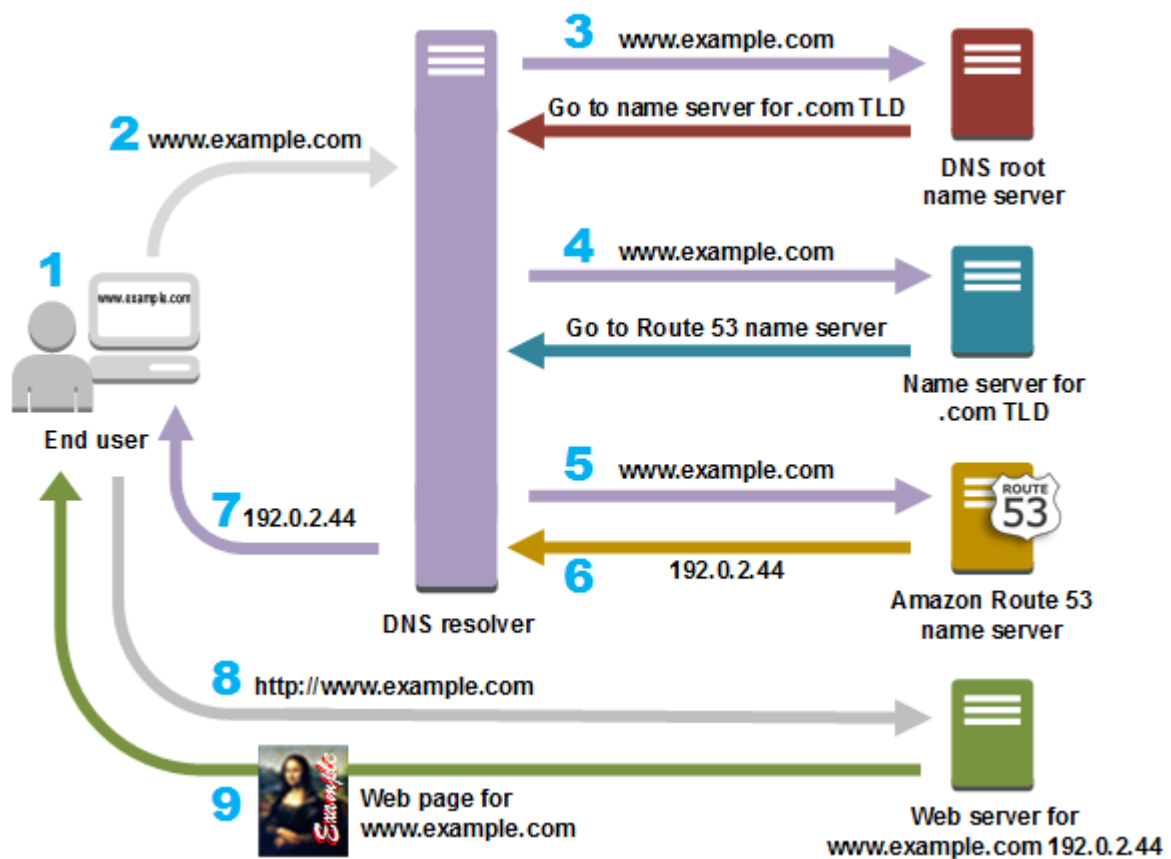 3 www.example.com
Go to name server for .com TLD
DNS root
name server
2 www.example.com
1
www.example.com
End user
4 www.example.com
Go to Route 53 name server
Name server for
.com TLD
5 www.example.com
ROUTE
53
6 192.0.2.44
Amazon Route 53
name server
7 192.0.2.44
DNS resolver
8 http://www.example.com
9
Example
Web page for
www.example.com
Web server for
www.example.com 192.0.2.44